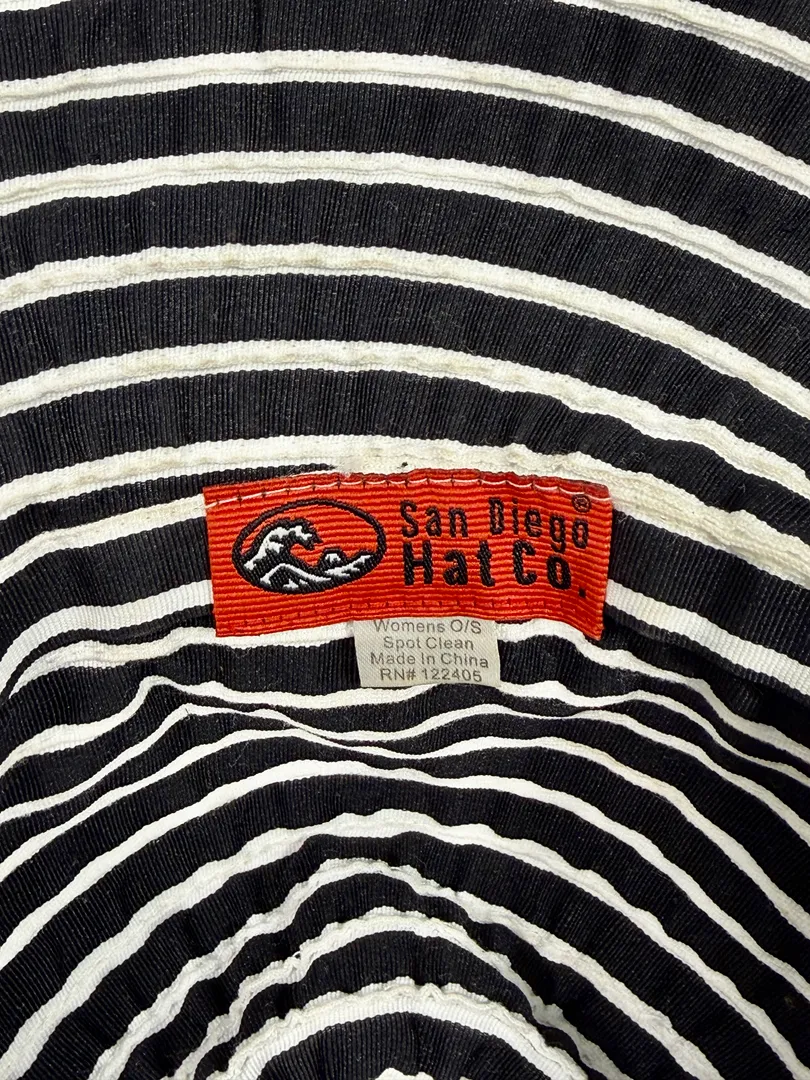 San Diego®
Hat Co.
Womens O/S
Spot Clean
Made In China
RN# 122405